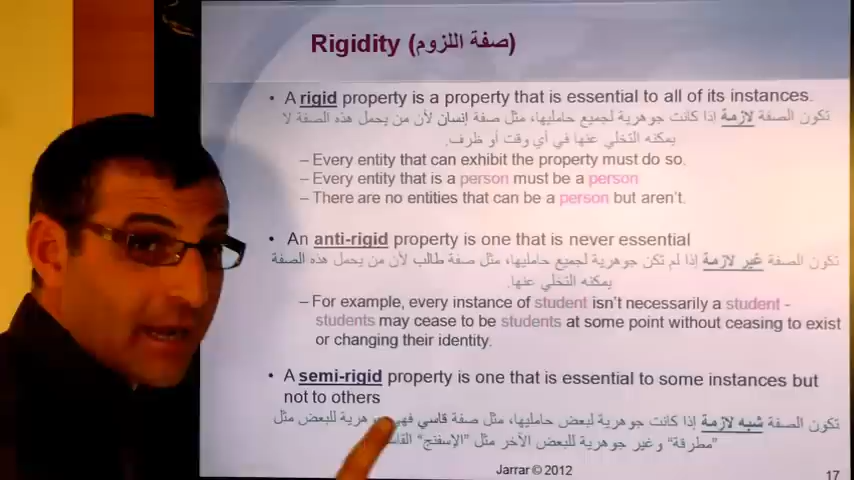 Rigidity (صفة اللزوم)
• A rigid property is a property that is essential to all of its instances.
تكون الصفة لازمة إذا كانت جوهرية لجميع حامليها، مثل صفة إنسان لأن من يحمل هذه الصفة لا
يمكنه التخلي عنها في أي وقت أو ظرف.
– Every entity that can exhibit the property must do so.
– Every entity that is a person must be a person
– There are no entities that can be a person but aren't.
• An anti-rigid property is one that is never essential
تكون الصفة غير لازمة إذا لم تكن جوهرية لجميع حامليها، مثل صفة طالب لأن من يحمل هذه الصفة
يمكنه التخلي عنها.
– For example, every instance of student isn't necessarily a student -
students may cease to be students at some point without ceasing to exist
or changing their identity.
• A semi-rigid property is one that is essential to some instances but
not to others
تكون الصفة شبه لازمة إذا كانت جوهرية لبعض حامليها، مثل صفة قاسي للبعض مثل
"مطرقة" وغير جوهرية للبعض الآخر مثل "الإسفنج"
Jarrar © 2012
17